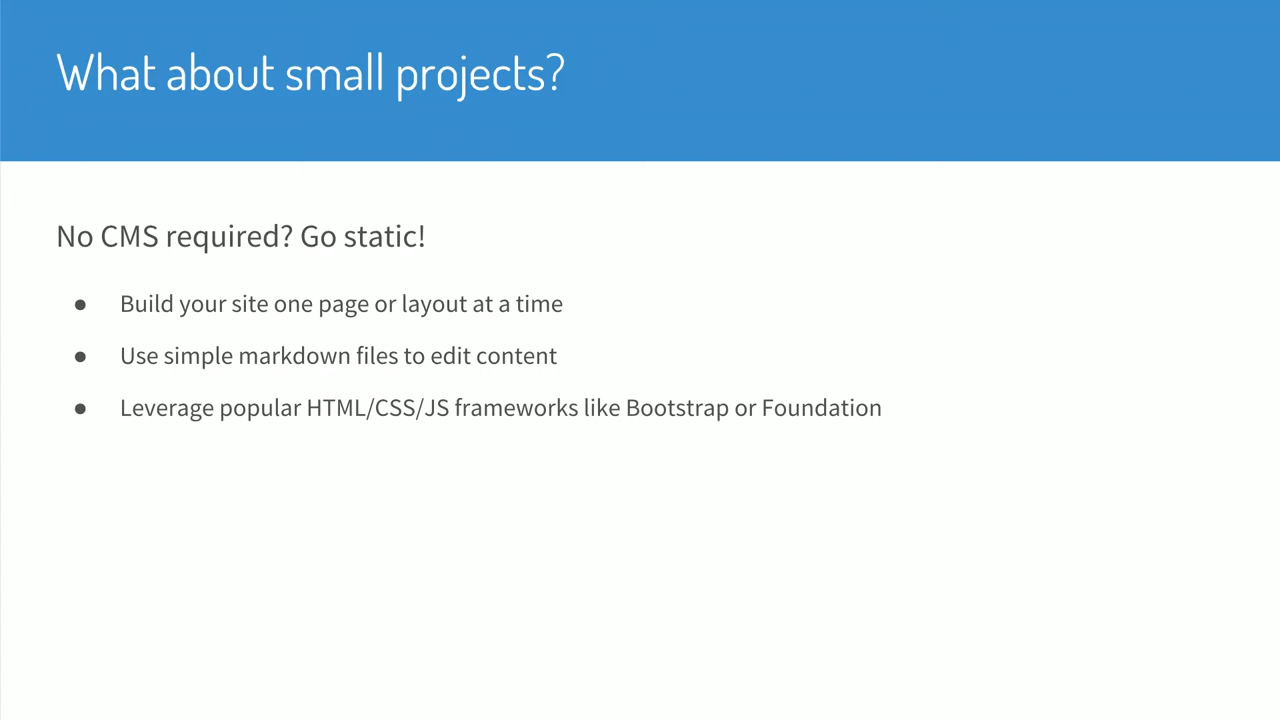 What about small projects?
No CMS required? Go static!
● Build your site one page or layout at a time
● Use simple markdown files to edit content
● Leverage popular HTML/CSS/JS frameworks like Bootstrap or Foundation